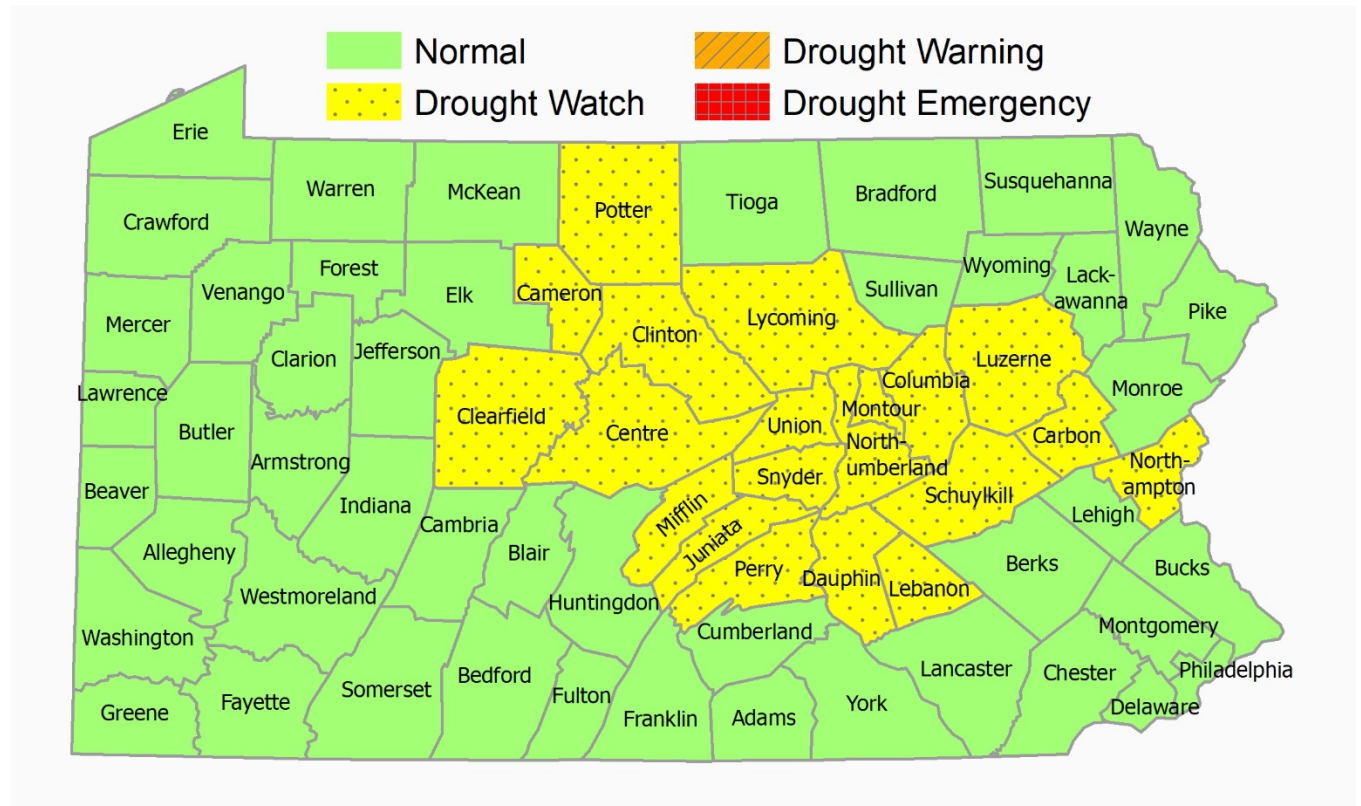 Normal
Drought Warning
Drought Watch
Drought Emergency
Erie
Warren
McKean
Potter
Tioga
Bradford
Susquehanna
Wayne
Crawford
Forest
Venango
Elk
Cameron
Wyoming
Lack-
awanna
Sullivan
Pike
Mercer
Clarion
Jefferson
Clinton
Lycoming
Luzerne
Monroe
Lawrence
Butler
Clearfield
Centre
Union
Montour
Columbia
Carbon
Armstrong
North-
umberland
North-
ampton
Beaver
Indiana
Snyder
Schuylkill
Lehigh
Mifflin
Cambria
Allegheny
Blair
Juniata
Perry
Dauphin
Lebanon
Berks
Bucks
Westmoreland
Huntingdon
Washington
Cumberland
Montgomery
Philadelphia
Greene
Fayette
Somerset
Bedford
Fulton
Franklin
Adams
York
Lancaster
Chester
Delaware